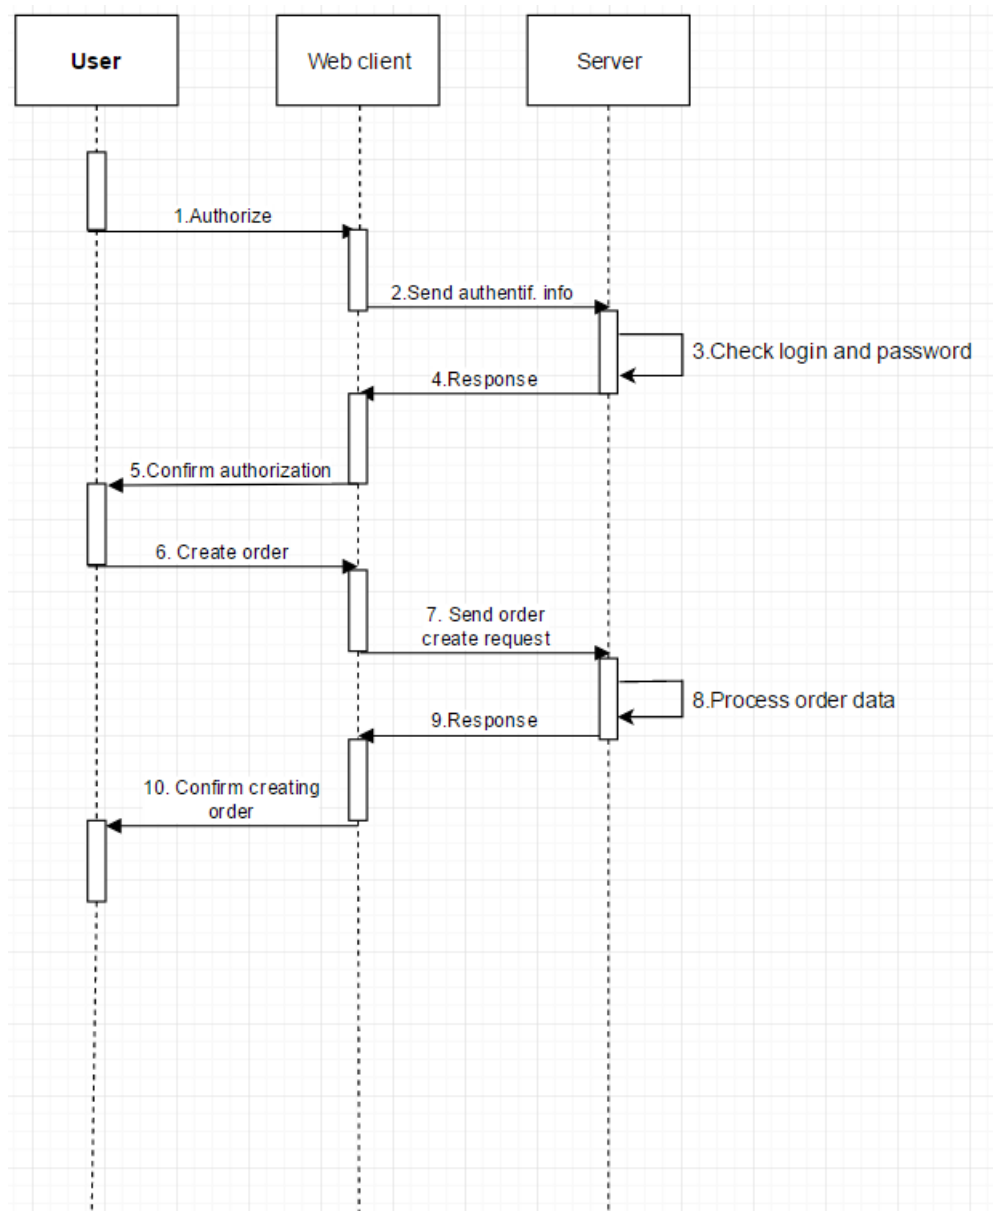 User
Web client
Server
1.Authorize
2.Send authentif. info
3.Check login and password
4.Response
5.Confirm authorization
6. Create order
7. Send order
create request
8.Process order data
9.Response
10. Confirm creating
order